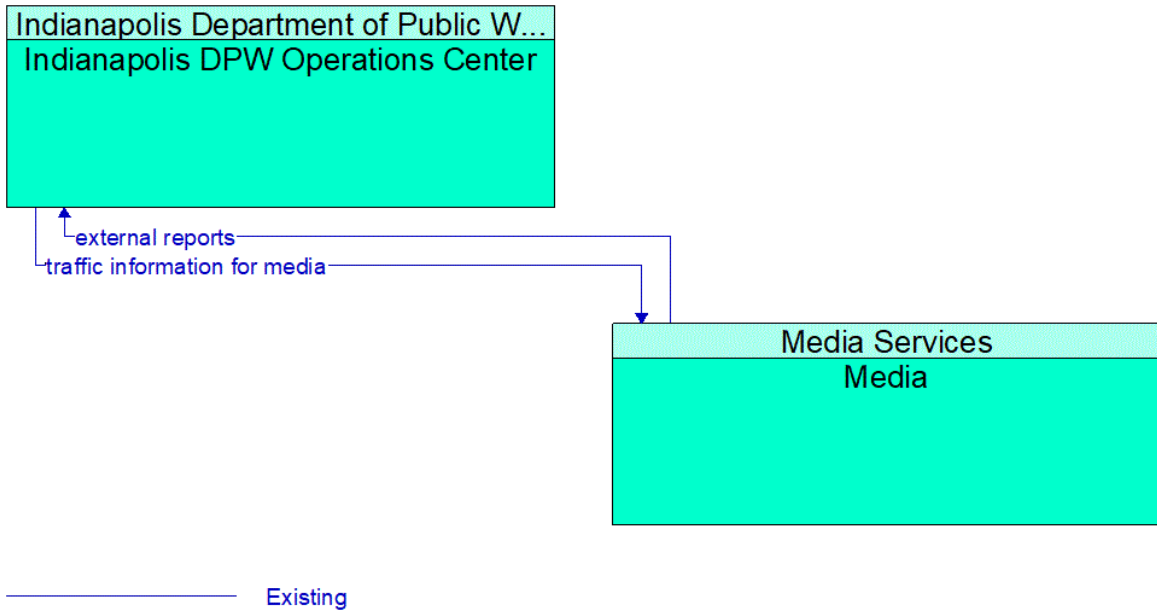 Indianapolis Department of Public W...
Indianapolis DPW Operations Center
external reports
traffic information for media
Media Services
Media
Existing